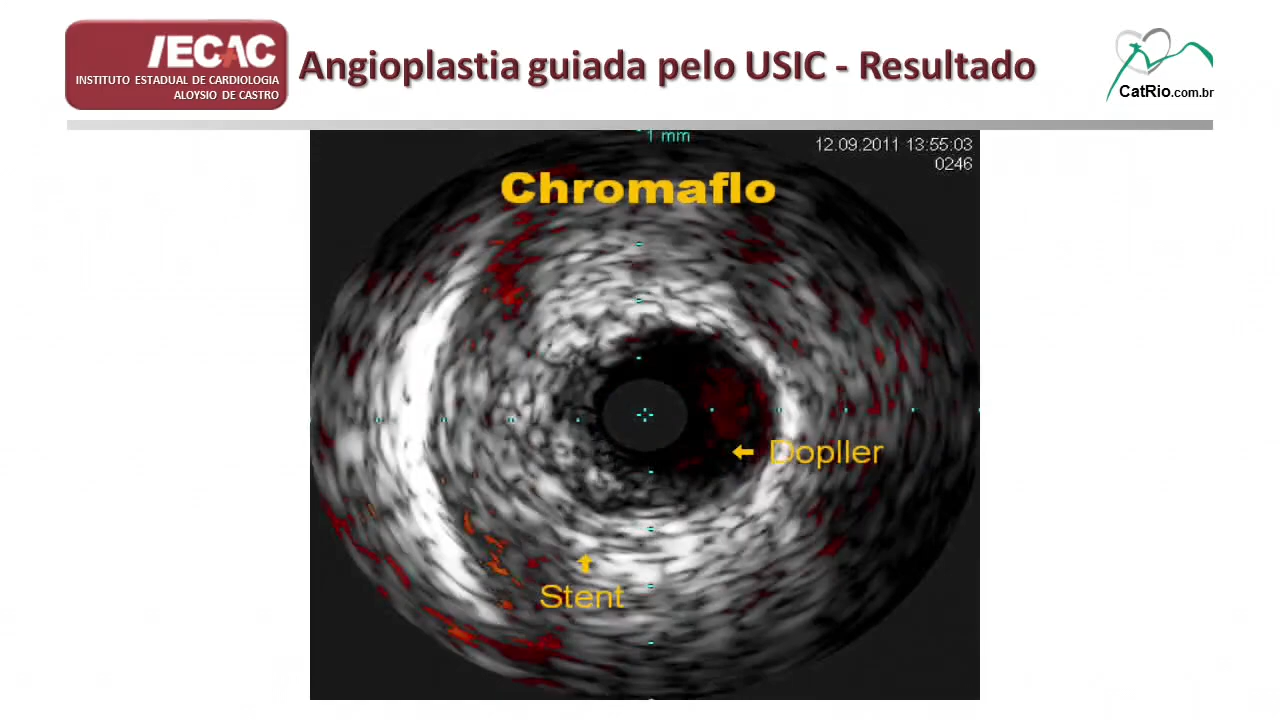 IECAC
INSTITUTO ESTADUAL DE CARDIOLOGIA
ALOYSIO DE CASTRO
Angioplastia guiada pelo USIC - Resultado
CatRio.com.br
1 mm
12.09.2011 13:55:03
0246
Chromaflo
Dopller
Stent